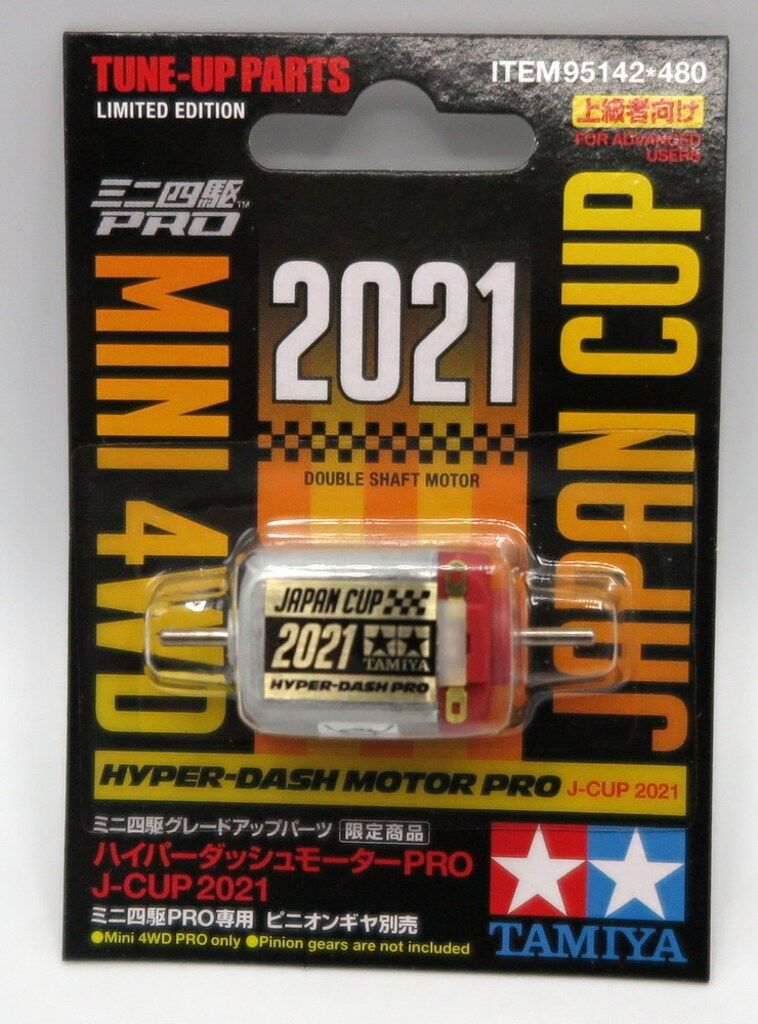 TUNE-UP PARTS
LIMITED EDITION
ITEM 95142*480
上級者向け
FOR ADVANCED
USERS
ミニ四駆™
PRO
MINI 4WD
2021
JAPAN CUP
DOUBLE SHAFT MOTOR
JAPAN CUP
2021
TAMIYA
HYPER-DASH PRO
HYPER-DASH MOTOR PRO J-CUP 2021
ミニ四駆グレードアップパーツ 限定商品
ハイパーダッシュモーターPRO
J-CUP 2021
ミニ四駆PRO専用 ピニオンギヤ別売
●Mini 4WD PRO only ●Pinion gears are not included
TAMIYA